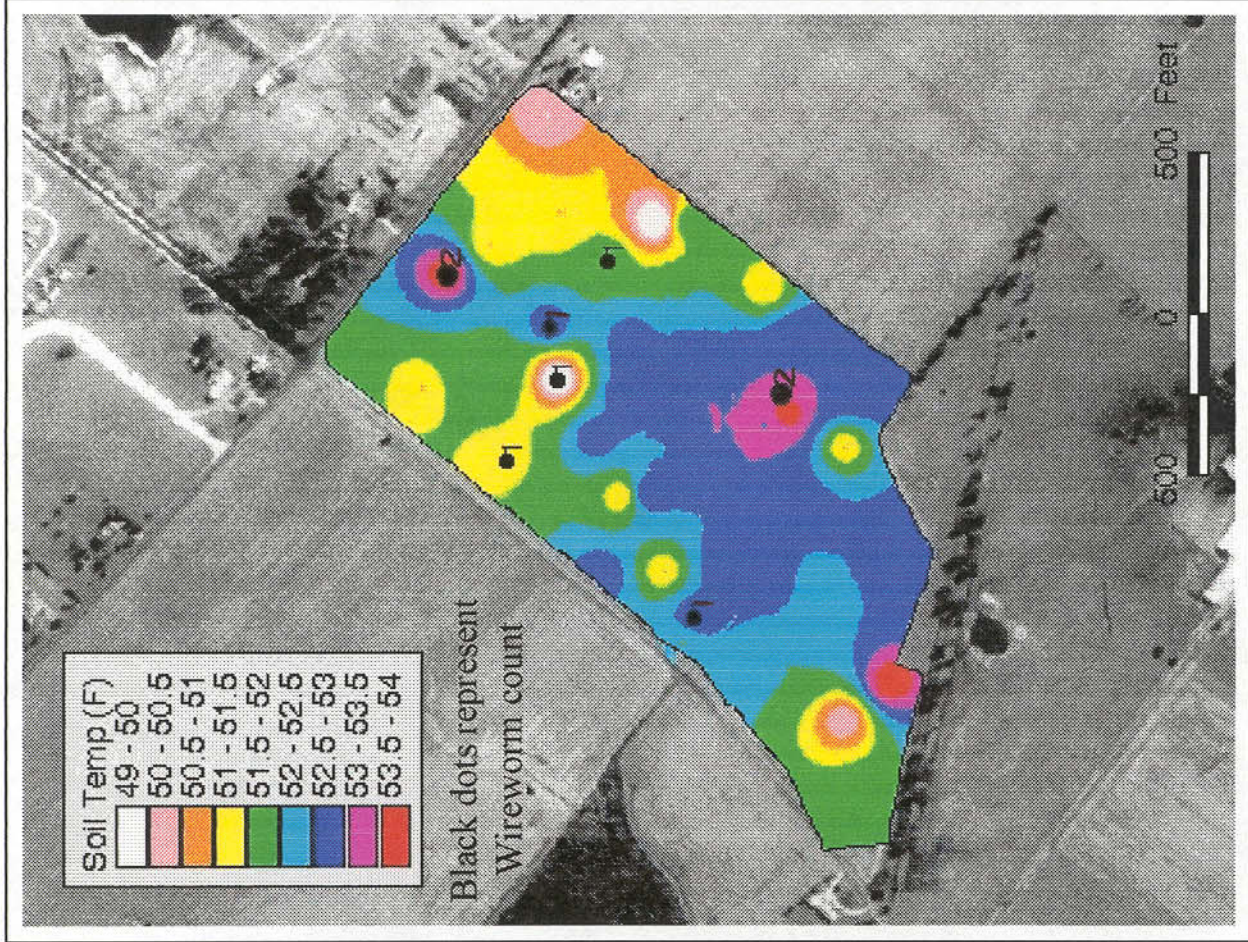 Soil Temp (F)
49 - 50
50 - 50.5
50.5 - 51
51 - 51.5
51.5 - 52
52 - 52.5
52.5 - 53
53 - 53.5
53.5 - 54
Black dots represent
Wireworm count
1
1
1
1
1
2
2
500 0 500 Feet